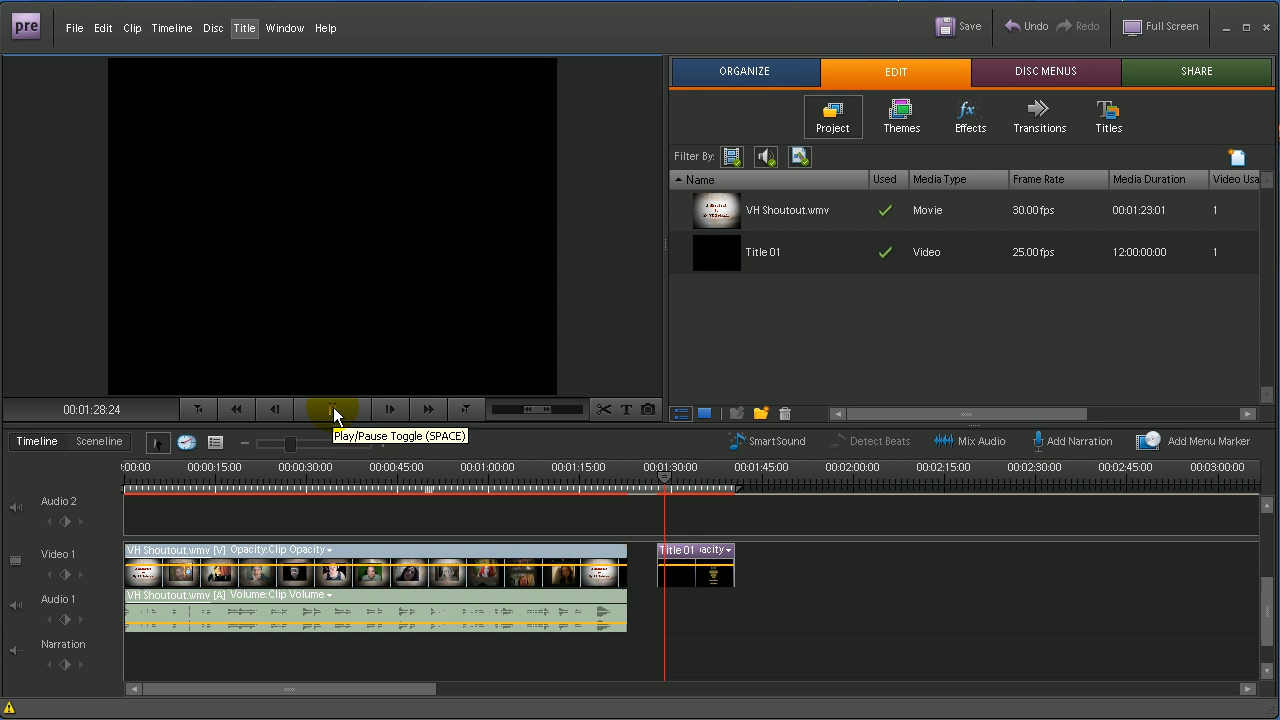 pre File Edit Clip Timeline Disc Title Window Help Save Undo Redo Full Screen
ORGANIZE EDIT DISC MENUS SHARE
Project Themes Effects Transitions Titles
Filter By:
Name Used Media Type Frame Rate Media Duration Video Usa
VH Shoutout.wmv Movie 30.00 fps 00:01:23:01 1
Title 01 Video 25.00 fps 12:00:00:00 1
00:01:28:24
Play/Pause Toggle (SPACE)
Timeline Sceneline SmartSound Detect Beats Mix Audio Add Narration Add Menu Marker
:00:00 00:00:15:00 00:00:30:00 00:00:45:00 00:01:00:00 00:01:15:00 00:01:30:00 00:01:45:00 00:02:00:00 00:02:15:00 00:02:30:00 00:02:45:00 00:03:00:00
Audio 2
Video 1
VH Shoutout.wmv [V] Opacity:Clip Opacity
Title 01 acity
Audio 1
VH Shoutout.wmv [A] Volume:Clip Volume
Narration